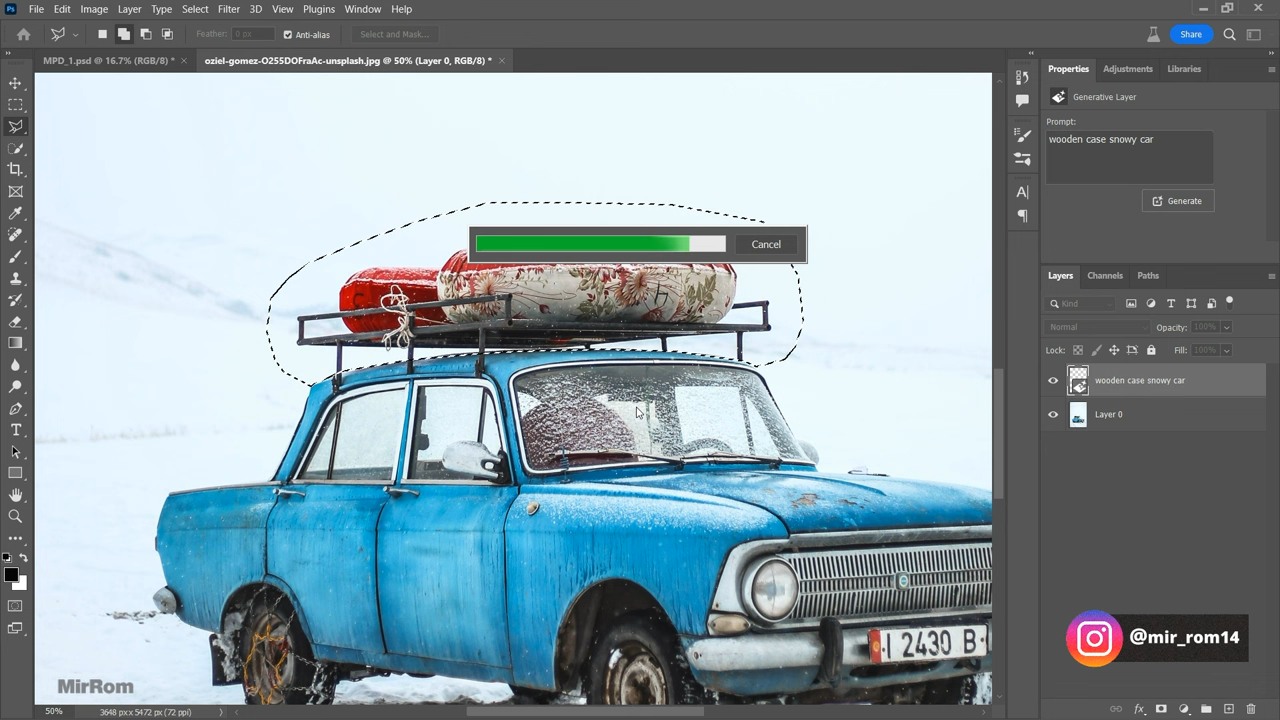 Ps File Edit Image Layer Type Select Filter 3D View Plugins Window Help
Feather: 0 px Anti-alias Select and Mask... Share
MPD_1.psd @ 16.7% (RGB/8) * × oziel-gomez-O255DOFraAc-unsplash.jpg @ 50% (Layer 0, RGB/8) * ×
Properties Adjustments Libraries
Generative Layer
Prompt:
wooden case snowy car
Generate
Cancel
Layers Channels Paths
Kind
Normal Opacity: 100%
Lock: Fill: 100%
wooden case snowy car
Layer 0
I 2430 B
@mir_rom14
MirRom
50% 3648 px x 5472 px (72 ppi)